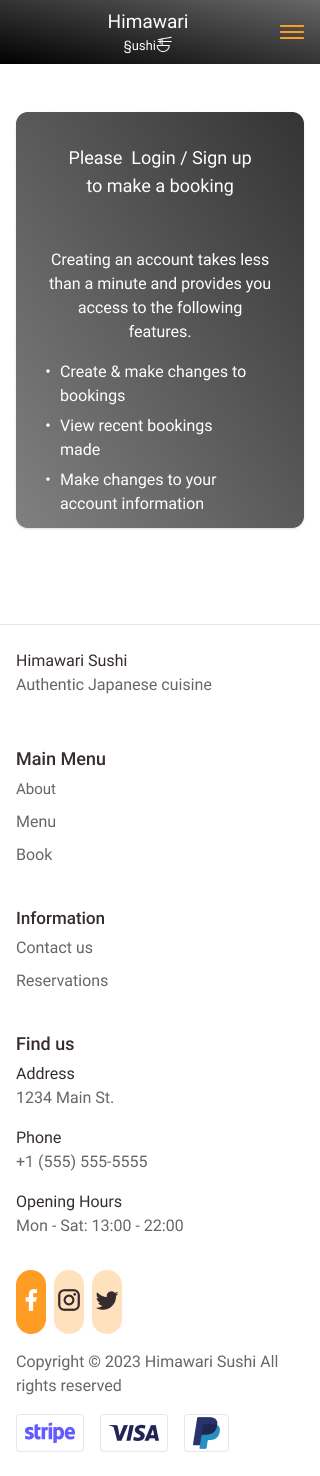 Himawari
§ushi
Please Login / Sign up
to make a booking
Creating an account takes less
than a minute and provides you
access to the following
features.
• Create & make changes to
bookings
• View recent bookings
made
• Make changes to your
account information
Himawari Sushi
Authentic Japanese cuisine
Main Menu
About
Menu
Book
Information
Contact us
Reservations
Find us
Address
1234 Main St.
Phone
+1 (555) 555-5555
Opening Hours
Mon - Sat: 13:00 - 22:00
Copyright © 2023 Himawari Sushi All
rights reserved
stripe VISA